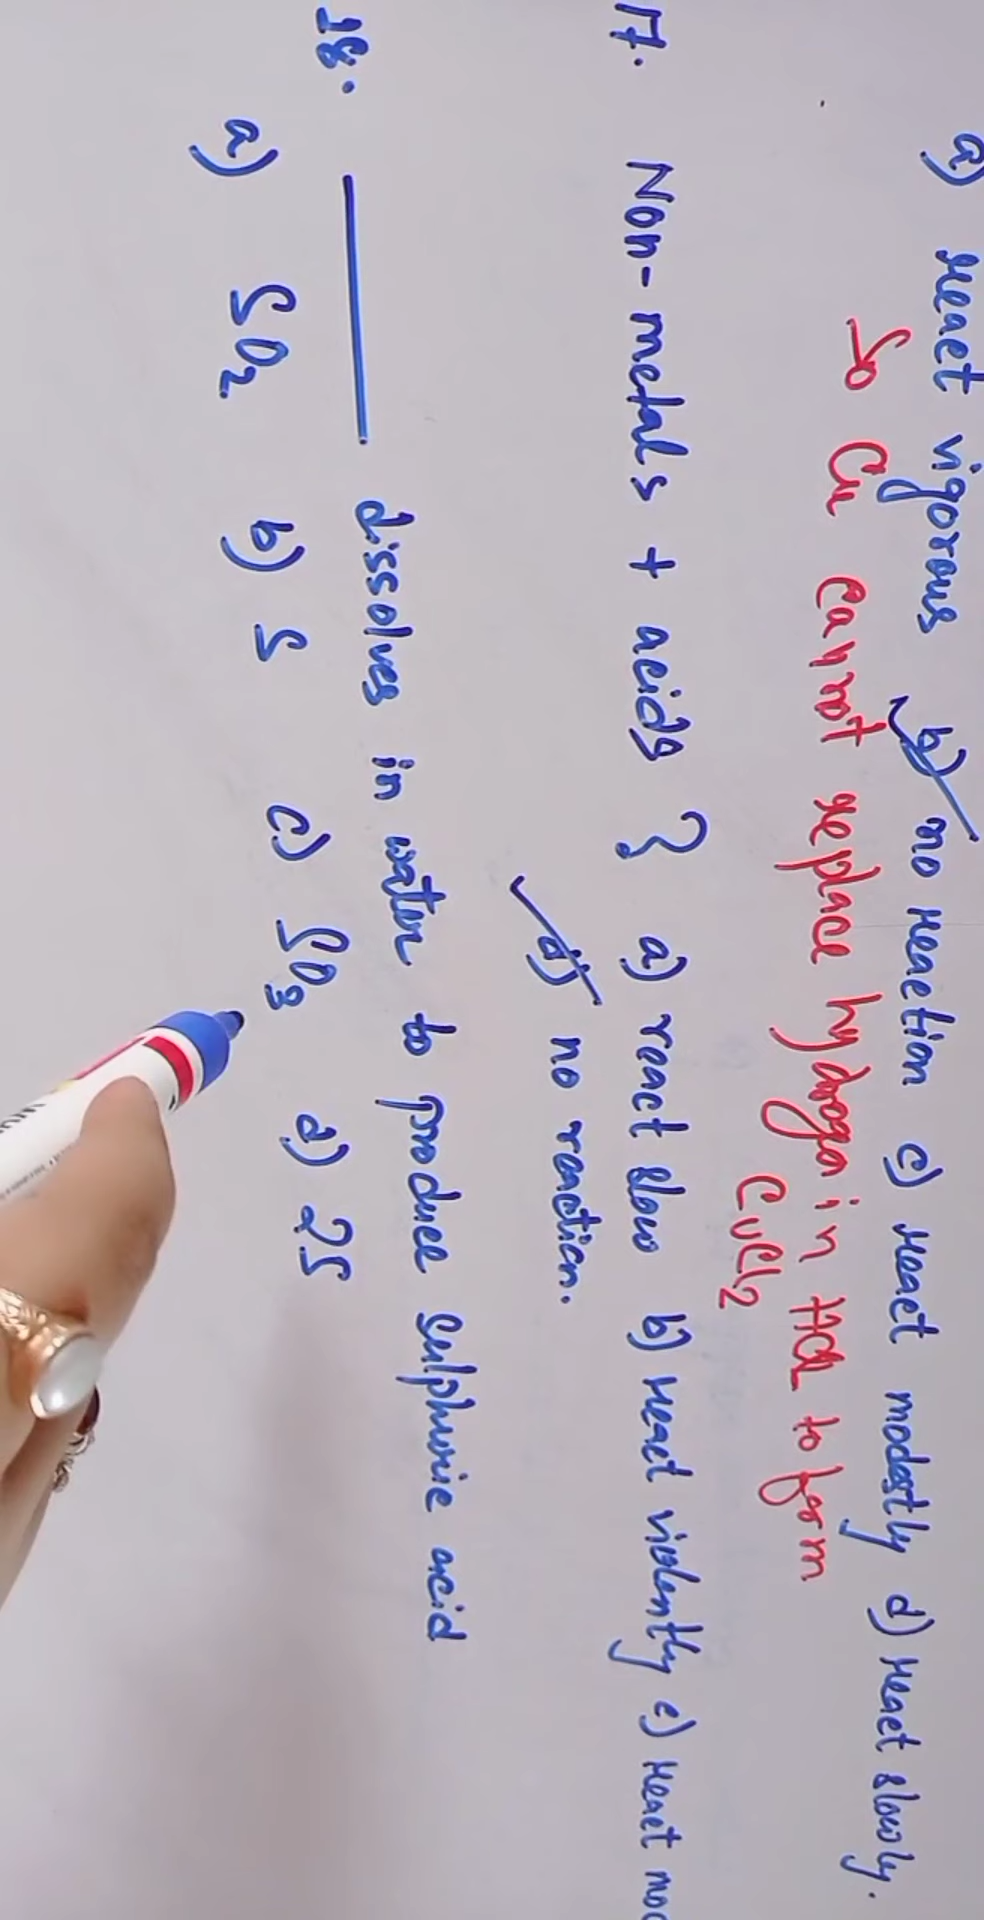 a) react vigorous b) no reaction c) react modestly d) react slowly.
So Cu cannot replace hydrogen in HCl to form
CuCl2
17. Non-metals + acids } a) react slow b) react violently c) react mod
d) no reaction.
18. ______ dissolves in water to produce sulphuric acid
a) SO2 b) S c) SO3 d) 2S